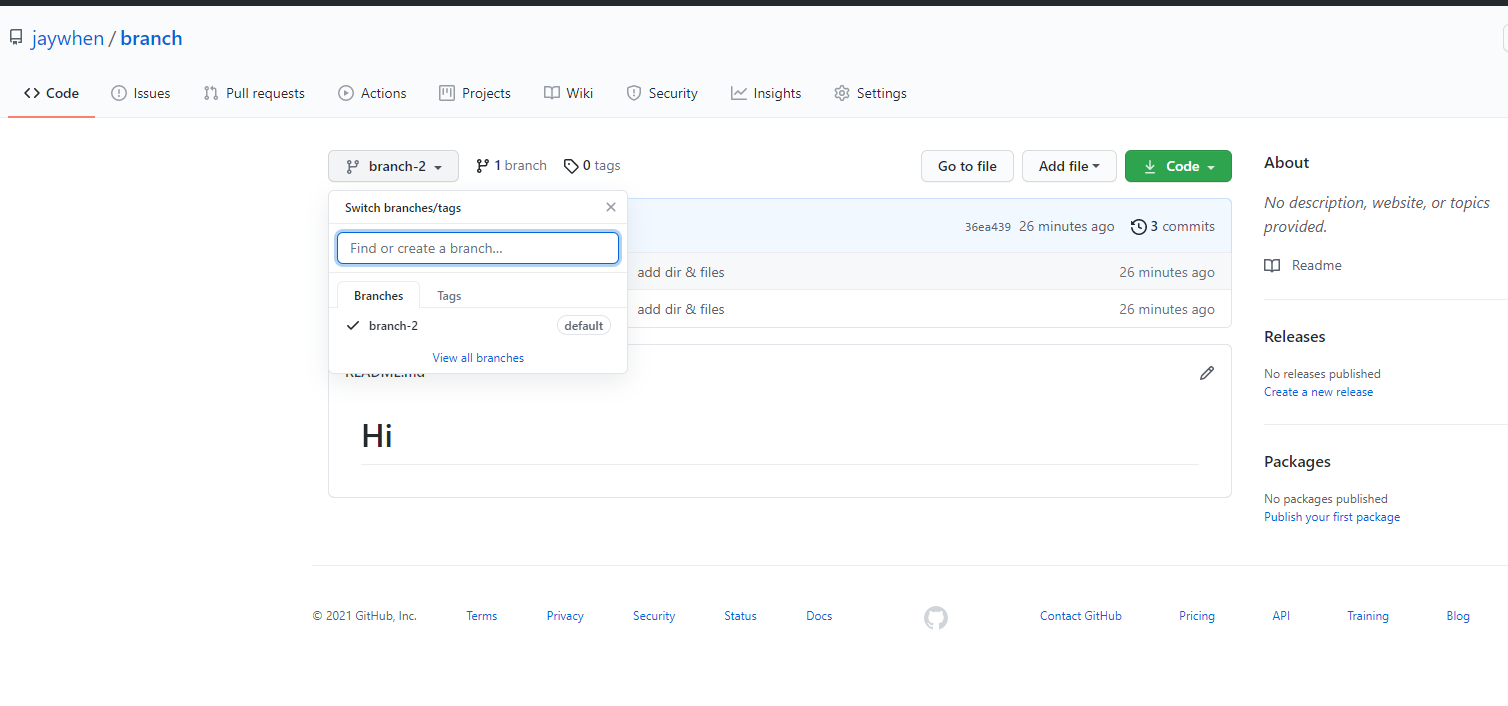 jaywhen / branch
Code Issues Pull requests Actions Projects Wiki Security Insights Settings
branch-2 1 branch 0 tags Go to file Add file Code
Switch branches/tags
Find or create a branch...
Branches Tags
branch-2 default
View all branches
36ea439 26 minutes ago 3 commits
add dir & files 26 minutes ago
add dir & files 26 minutes ago
README.md
Hi
About
No description, website, or topics
provided.
Readme
Releases
No releases published
Create a new release
Packages
No packages published
Publish your first package
© 2021 GitHub, Inc. Terms Privacy Security Status Docs Contact GitHub Pricing API Training Blog